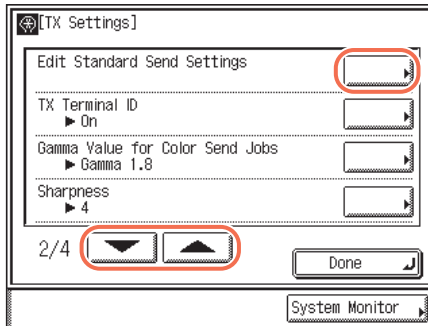 [TX Settings]
Edit Standard Send Settings
TX Terminal ID
▶ On
Gamma Value for Color Send Jobs
▶ Gamma 1.8
Sharpness
▶ 4
2/4
Done
System Monitor